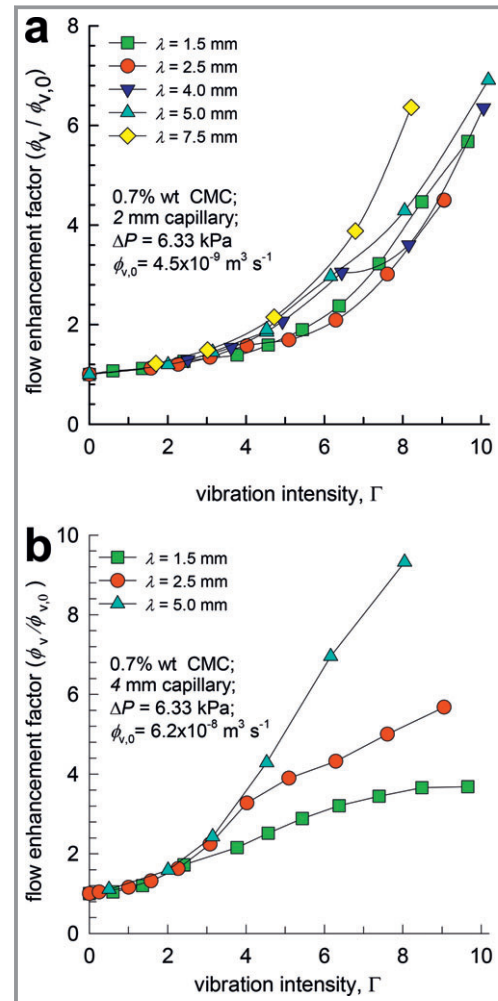 a
8
6
4
2
0
flow enhancement factor (ϕV / ϕv,0)
λ = 1.5 mm
λ = 2.5 mm
λ = 4.0 mm
λ = 5.0 mm
λ = 7.5 mm
0.7% wt CMC;
2 mm capillary;
ΔP = 6.33 kPa
ϕv,0= 4.5x10⁻⁹ m³ s⁻¹
0 2 4 6 8 10
vibration intensity, Γ
b
10
8
6
4
2
0
flow enhancement factor (ϕv/ϕv,0)
λ = 1.5 mm
λ = 2.5 mm
λ = 5.0 mm
0.7% wt CMC;
4 mm capillary;
ΔP = 6.33 kPa;
ϕv,0= 6.2x10⁻⁸ m³ s⁻¹
0 2 4 6 8 10
vibration intensity, Γ